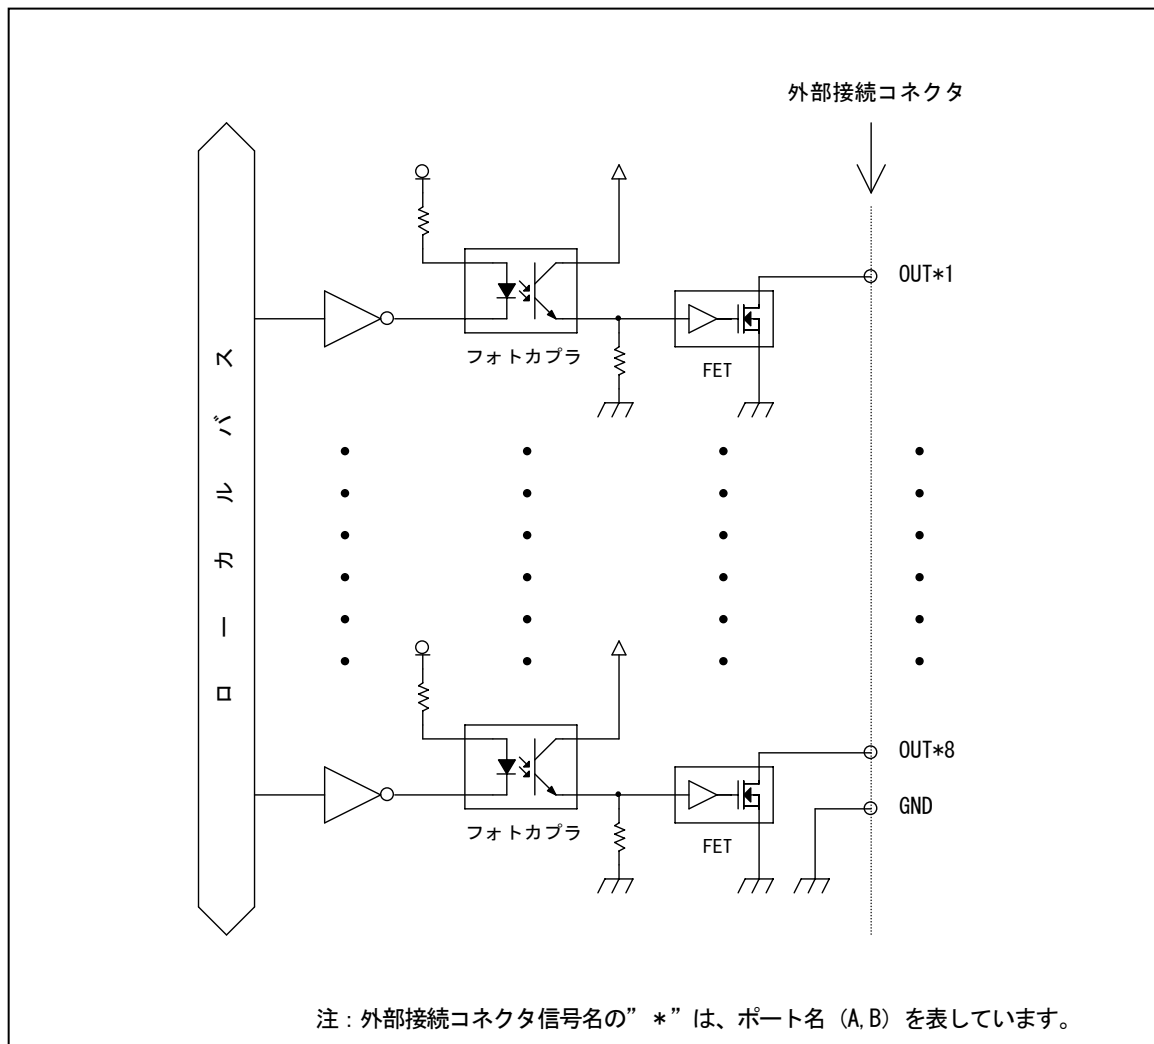 外部接続コネクタ
OUT*1
フォトカプラ
FET
ローカルバス
OUT*8
GND
フォトカプラ
FET
注:外部接続コネクタ信号名の”*”は、ポート名(A,B)を表しています。